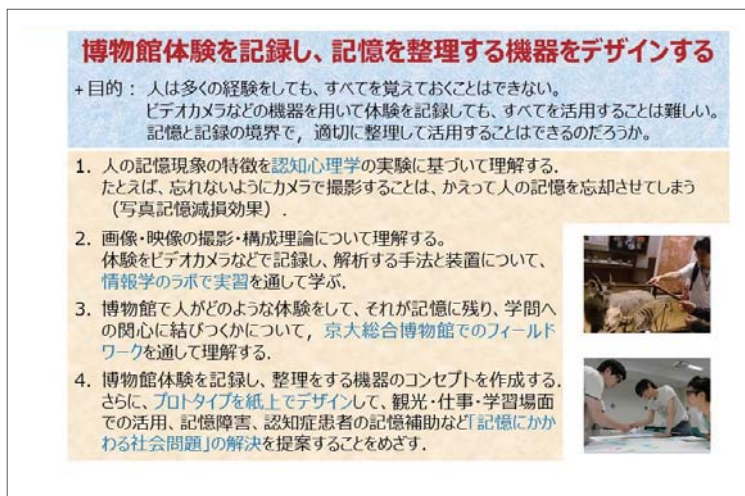 博物館体験を記録し、記憶を整理する機器をデザインする
+目的： 人は多くの経験をしても、すべてを覚えておくことはできない。
ビデオカメラなどの機器を用いて体験を記録しても、すべてを活用することは難しい。
記憶と記録の境界で，適切に整理して活用することはできるのだろうか。
1. 人の記憶現象の特徴を認知心理学の実験に基づいて理解する．
たとえば、忘れないようにカメラで撮影することは、かえって人の記憶を忘却させてしまう
（写真記憶減損効果）．
2. 画像・映像の撮影・構成理論について理解する。
体験をビデオカメラなどで記録し、解析する手法と装置について、
情報学のラボで実習を通して学ぶ．
3. 博物館で人がどのような体験をして、それが記憶に残り、学問へ
の関心に結びつくかについて，京大総合博物館でのフィールド
ワークを通して理解する．
4. 博物館体験を記録し、整理をする機器のコンセプトを作成する．
さらに、プロトタイプを紙上でデザインして、観光・仕事・学習場面
での活用、記憶障害、認知症患者の記憶補助など「記憶にかか
わる社会問題」の解決を提案することをめざす．